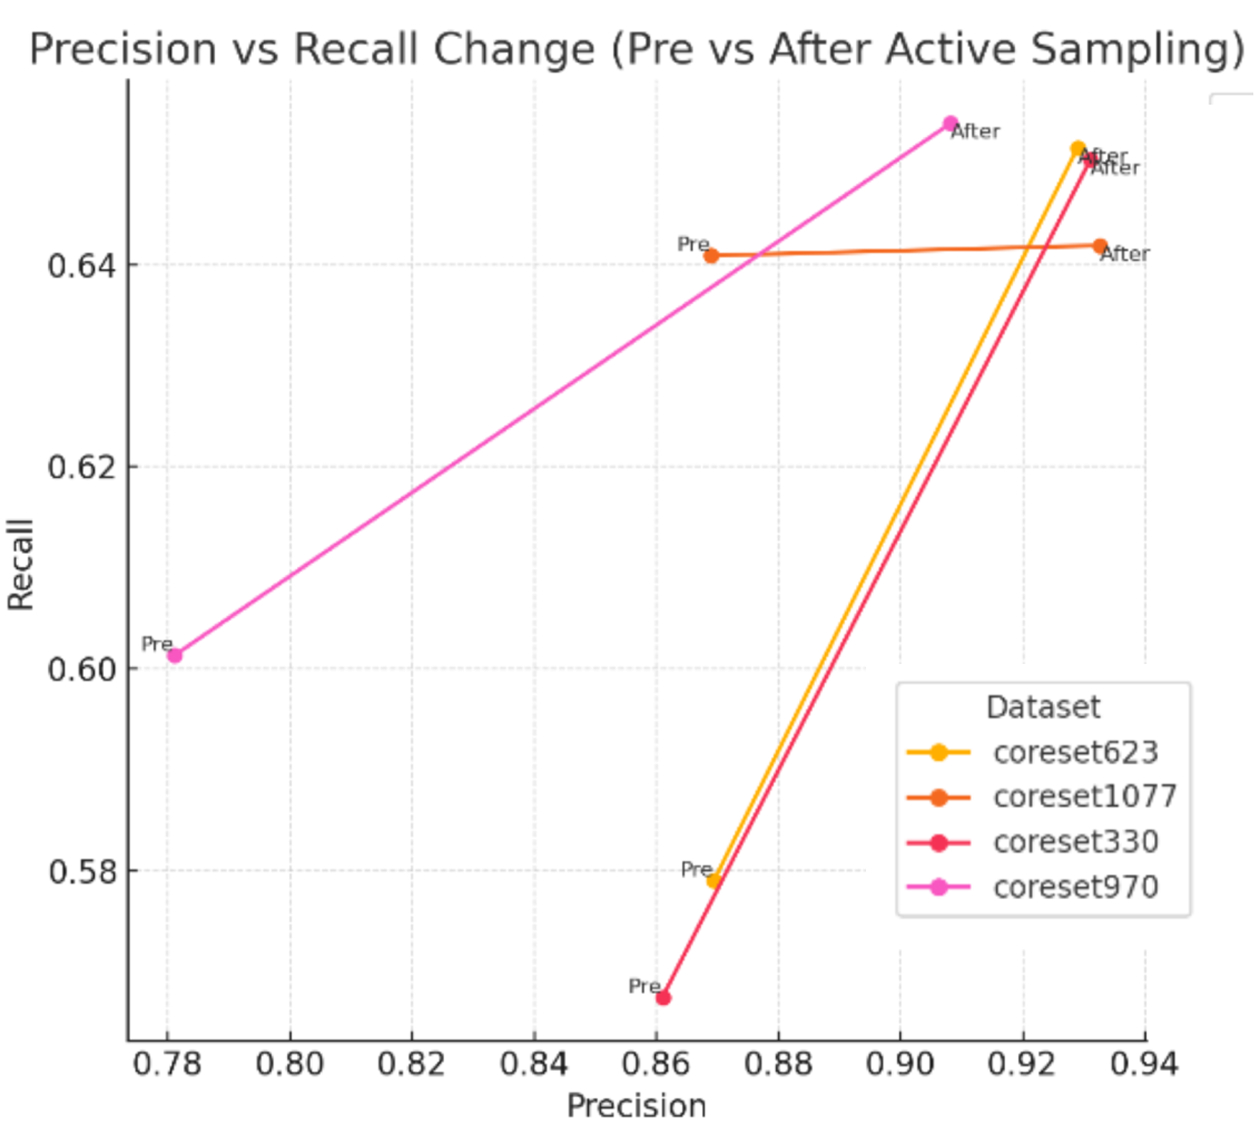 Precision vs Recall Change (Pre vs After Active Sampling)
After
After
After
Pre
After
0.64
0.62
Recall
Pre
0.60
Dataset
coreset623
coreset1077
coreset330
coreset970
Pre
0.58
Pre
0.78 0.80 0.82 0.84 0.86 0.88 0.90 0.92 0.94
Precision